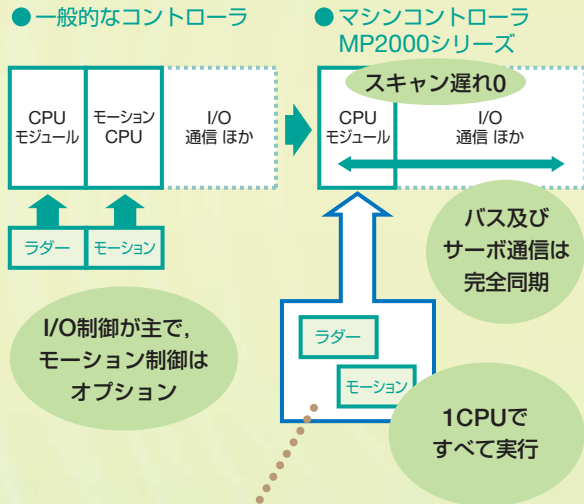 ●一般的なコントローラ
CPU
モジュール
モーション
CPU
I/O
通信 ほか
ラダー
モーション
I/O制御が主で,
モーション制御は
オプション
●マシンコントローラ
MP2000シリーズ
スキャン遅れ0
CPU
モジュール
I/O
通信 ほか
バス及び
サーボ通信は
完全同期
ラダー
モーション
1CPUで
すべて実行